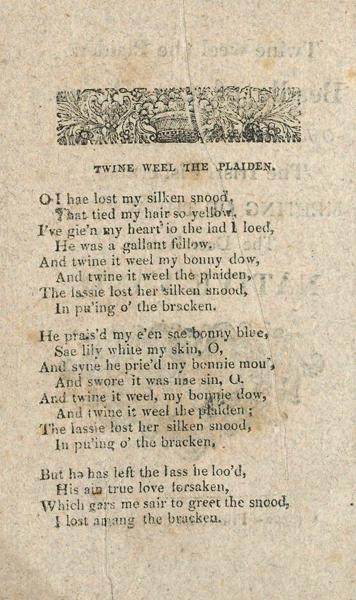 TWINE WEEL THE PLAIDEN.
O I hae lost my silken snood,
That tied my hair so yellow,
I've gie'n my heart io the lad I loed,
He was a gallant fellow.
And twine it weel my bonny dow,
And twine it weel the plaiden,
The lassie lost her silken snood,
In pu'ing o' the bracken.
He prais'd my e'en sae bonny blue,
Sae lily white my skin, O,
And syne he prie'd my bonnie mou',
And swore it was nae sin, O.
And twine it weel, my bonnie dow,
And twine it weel the plaiden;
The lassie lost her silken snood,
In pu'ing o' the bracken,
But he has left the lass he loo'd,
His ain true love forsaken,
Which gars me sair to greet the snood,
I lost amang the bracken.